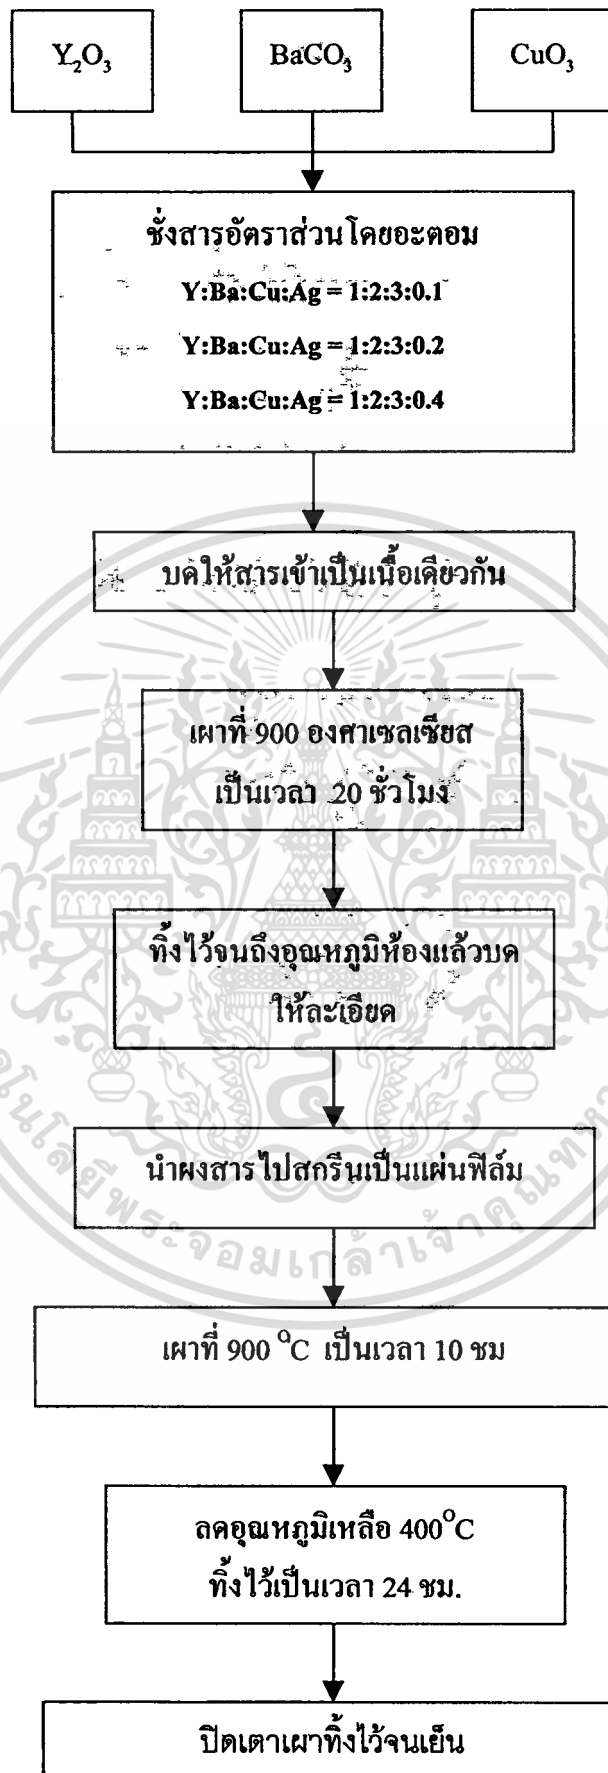 Y₂O₃
BaCO₃
CuO₃
ชั่งสารอัตราส่วนโดยอะตอม
Y:Ba:Cu:Ag = 1:2:3:0.1
Y:Ba:Cu:Ag = 1:2:3:0.2
Y:Ba:Cu:Ag = 1:2:3:0.4
บดให้สารเข้าเป็นเนื้อเดียวกัน
เผาที่ 900 องศาเซลเซียส
เป็นเวลา 20 ชั่วโมง
ทิ้งไว้จนถึงอุณหภูมิห้องแล้วบด
ให้ละเอียด
นำผงสารไปสกรีนเป็นแผ่นฟิล์ม
เผาที่ 900 °C เป็นเวลา 10 ชม
ลดอุณหภูมิเหลือ 400°C
ทิ้งไว้เป็นเวลา 24 ชม.
ปิดเตาเผาทิ้งไว้จนเย็น